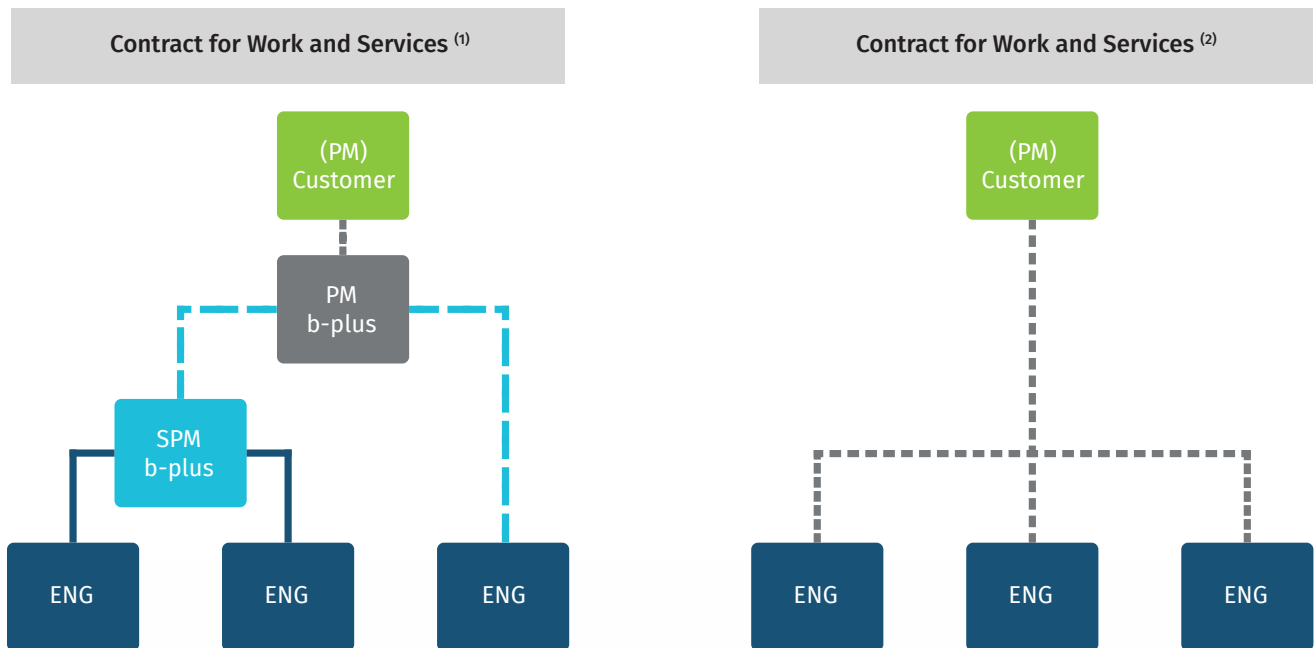 Contract for Work and Services (1)
(PM)
Customer
PM
b-plus
SPM
b-plus
ENG
ENG
ENG
Contract for Work and Services (2)
(PM)
Customer
ENG
ENG
ENG